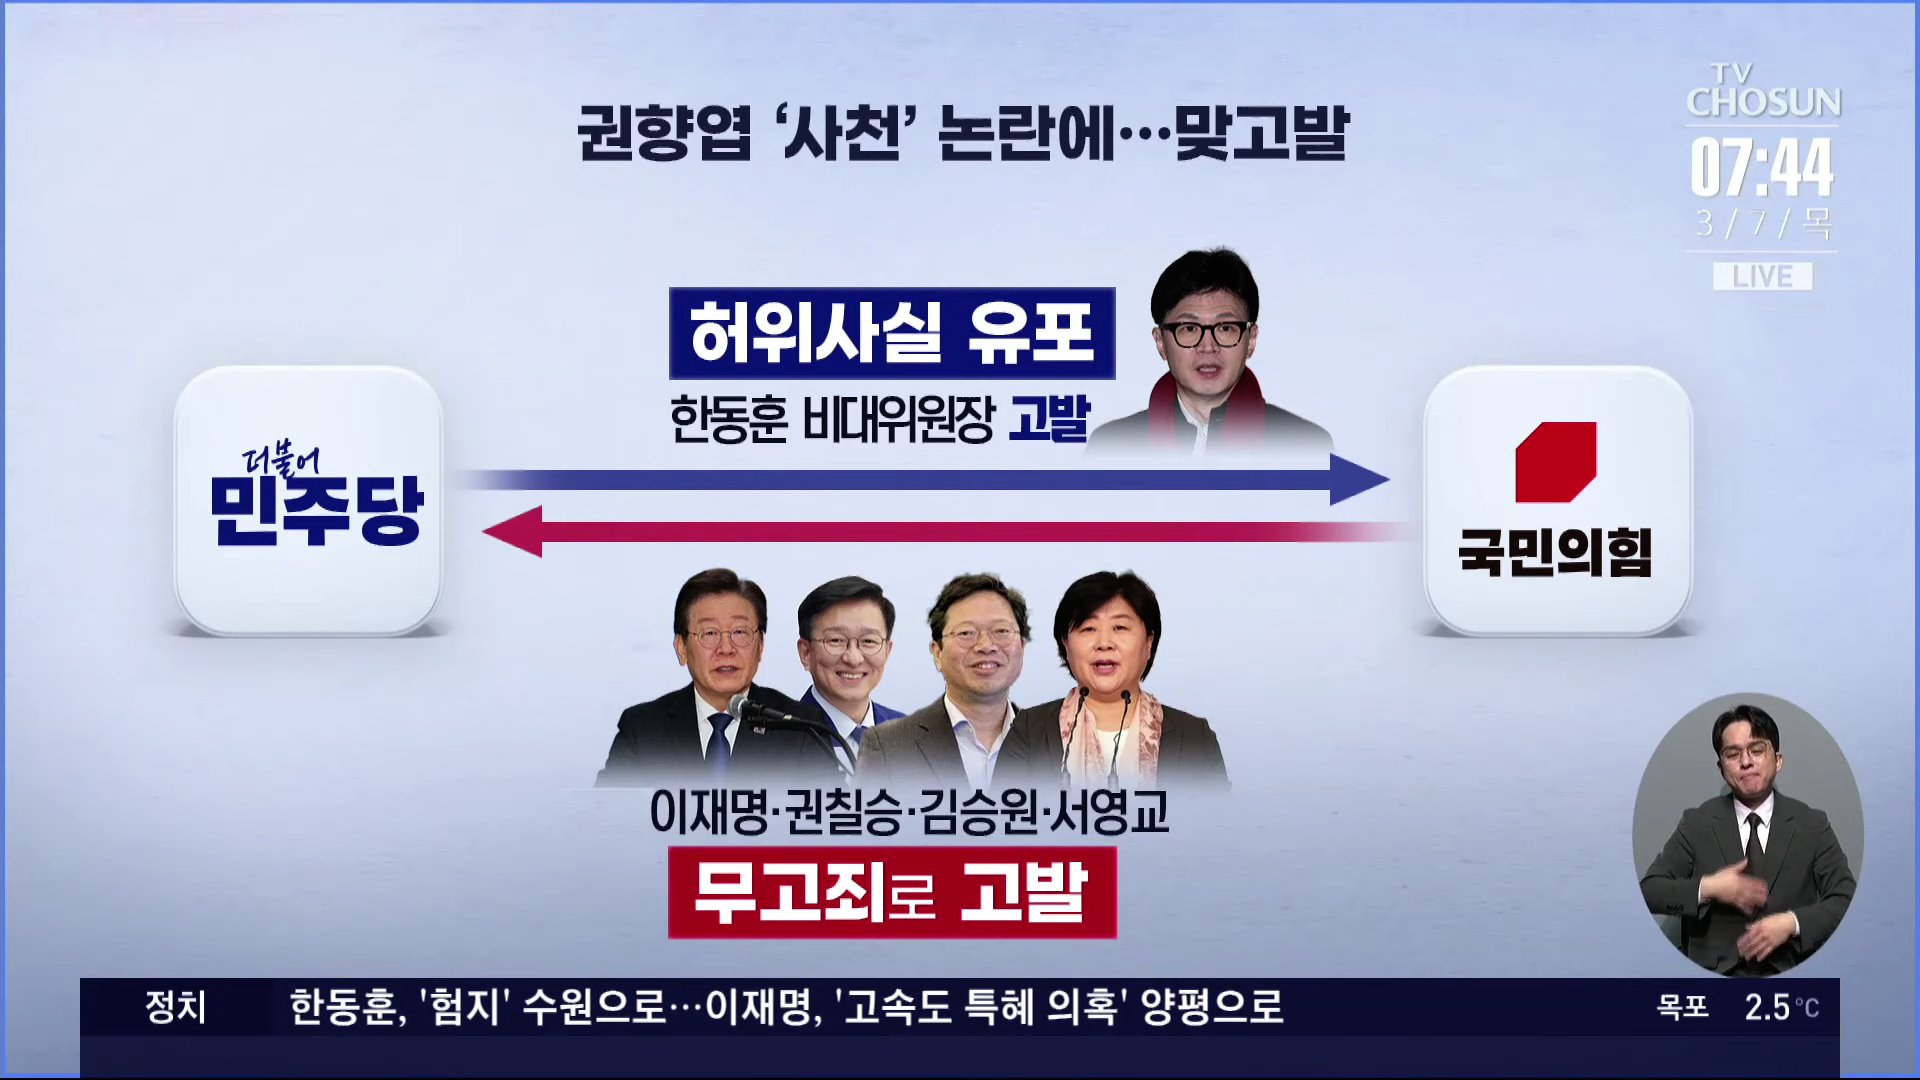 권향엽 ‘사천’ 논란에…맞고발
TV
CHOSUN
07:44
3/7/목
LIVE
허위사실 유포
한동훈 비대위원장 고발
더불어
민주당
국민의힘
이재명·권칠승·김승원·서영교
무고죄로 고발
정치
한동훈, '험지' 수원으로…이재명, '고속도 특혜 의혹' 양평으로
목포 2.5℃